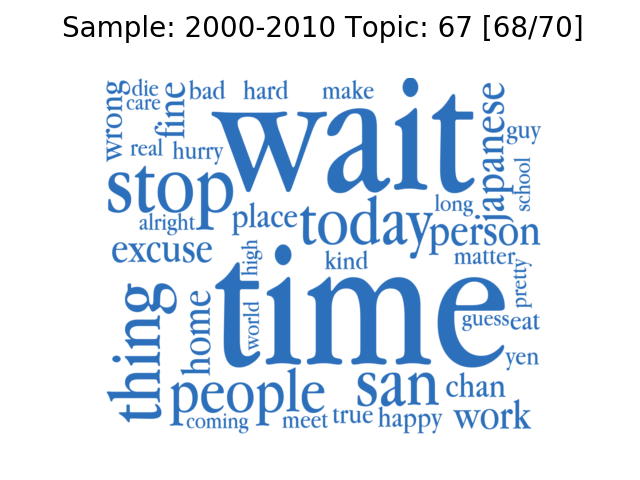 Sample: 2000-2010 Topic: 67 [68/70]
wrong
die
care
fine
bad
hard
make
wait
japanese
guy
real
hurry
school
stop
long
alright
place
today
person
excuse
high
kind
matter
pretty
time
thing
home
world
guess
eat
yen
people
san
chan
coming
meet
true
happy
work